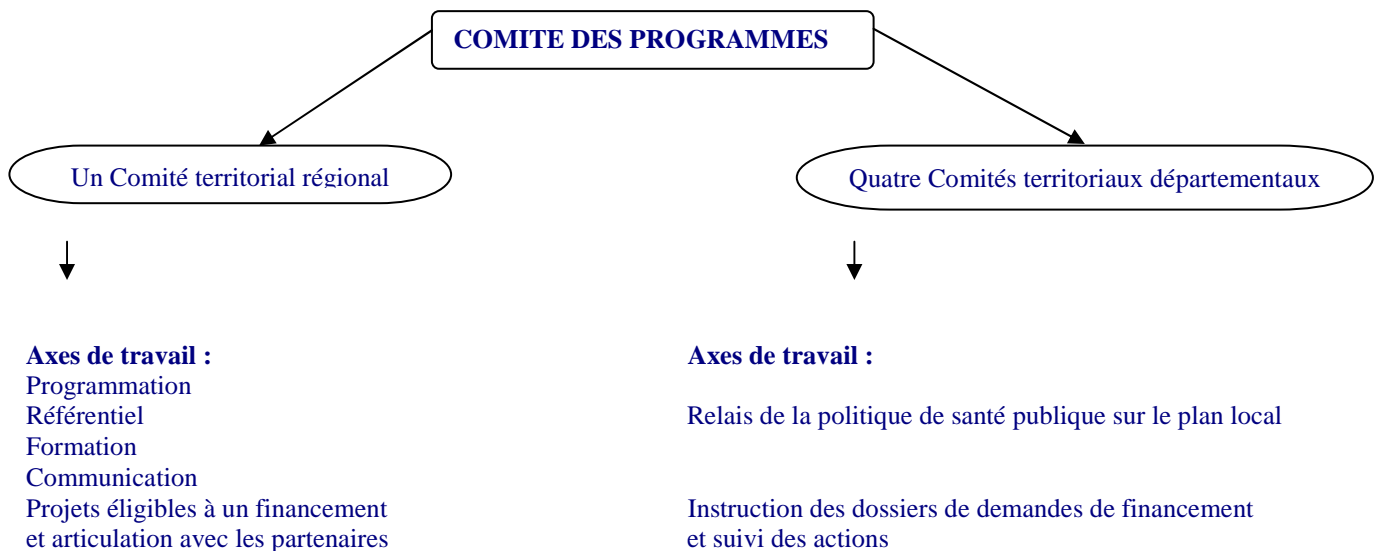 COMITE DES PROGRAMMES
Un Comité territorial régional
Quatre Comités territoriaux départementaux
Axes de travail :
Programmation
Référentiel
Formation
Communication
Projets éligibles à un financement
et articulation avec les partenaires
Axes de travail :
Relais de la politique de santé publique sur le plan local
Instruction des dossiers de demandes de financement
et suivi des actions